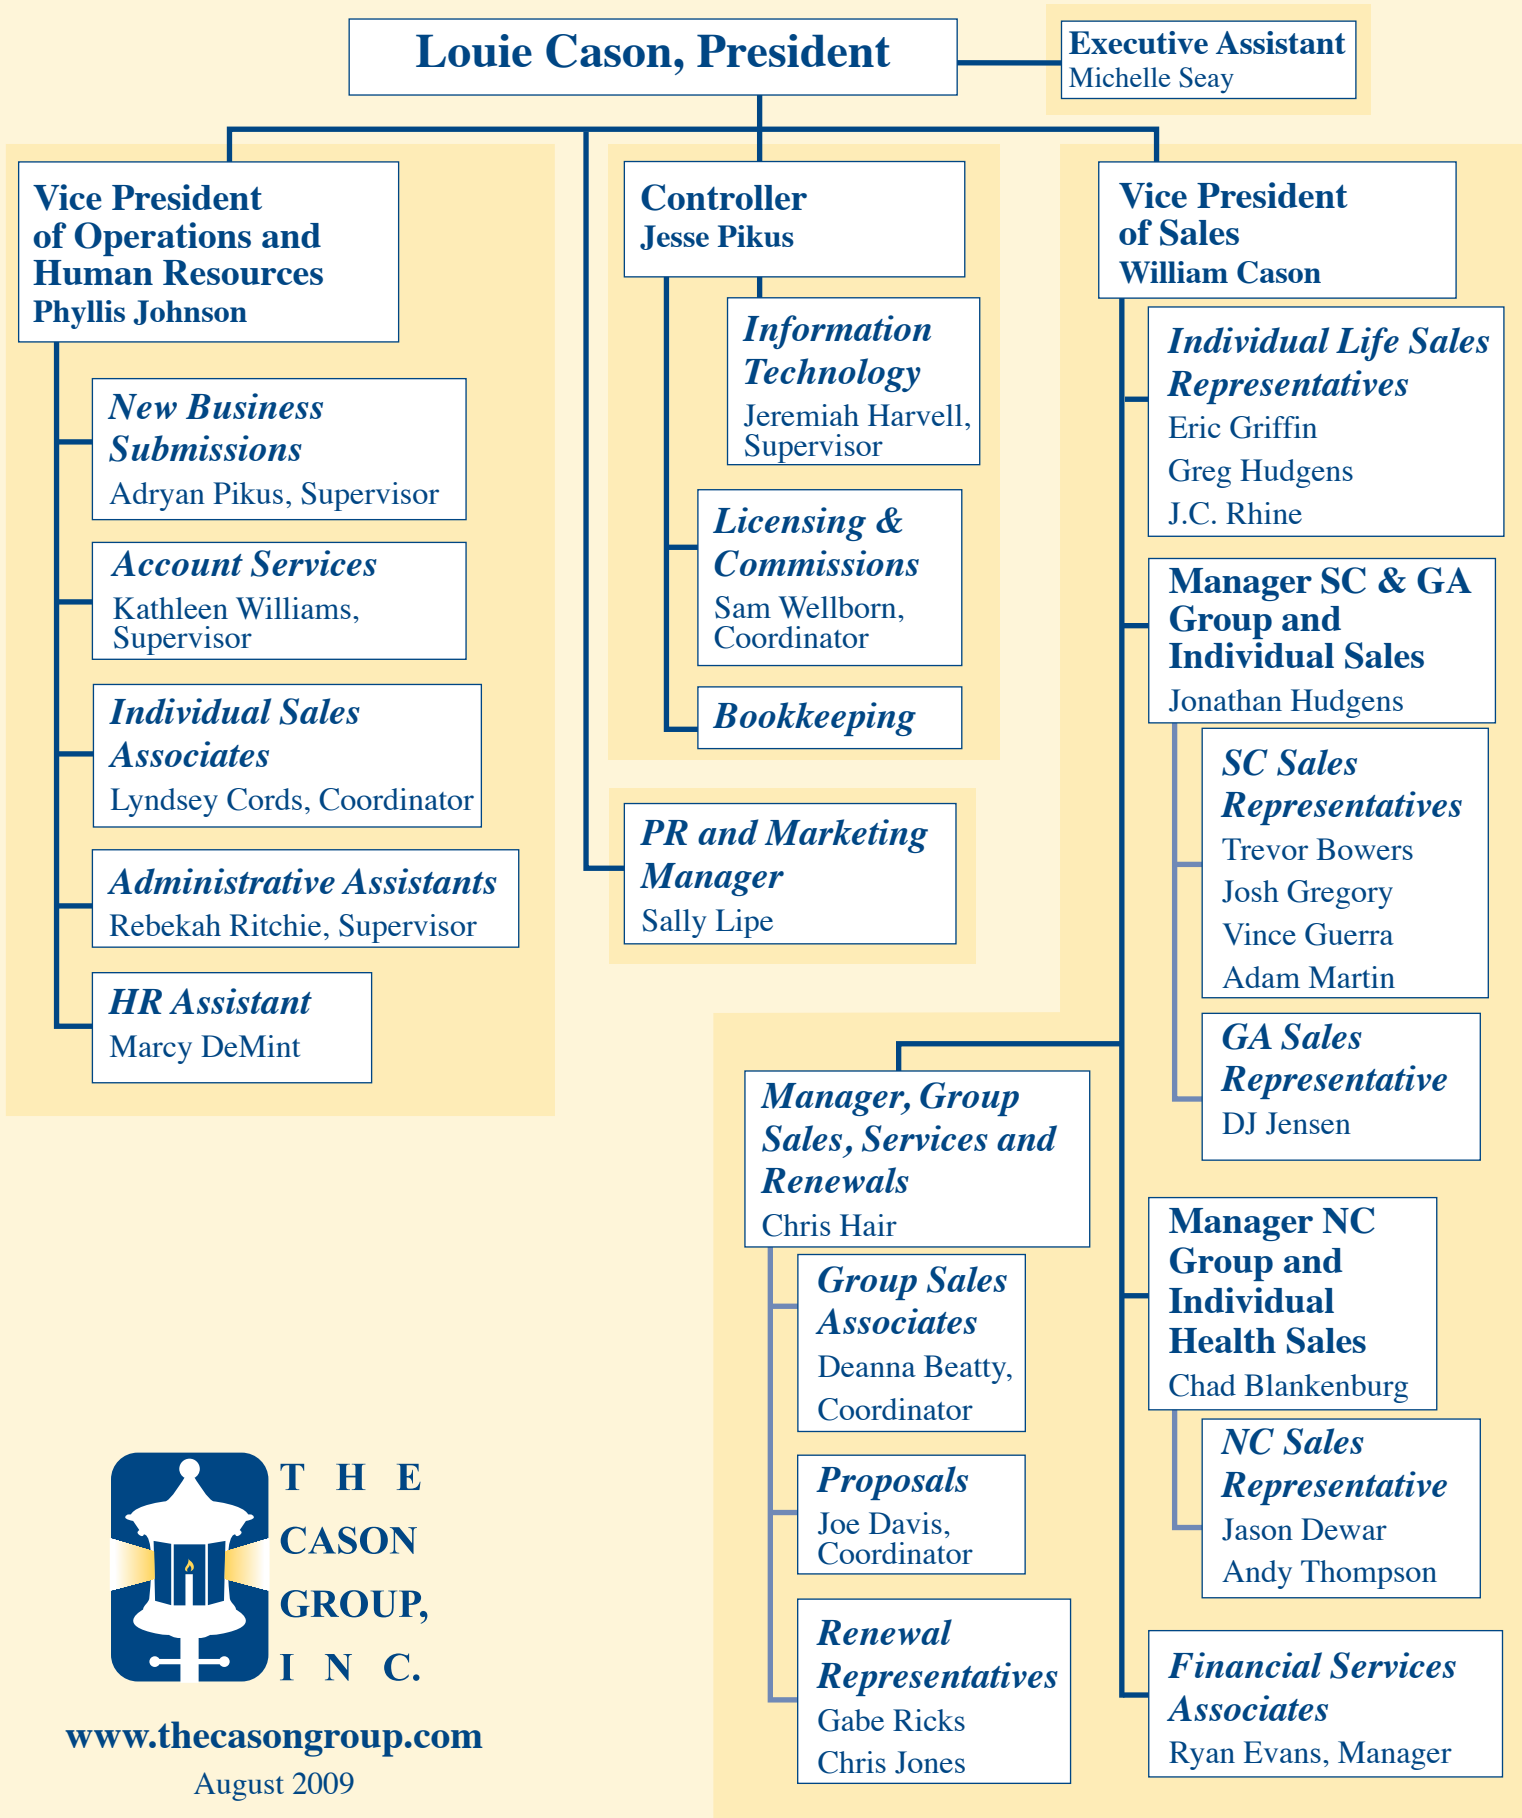 Louie Cason, President
Executive Assistant
Michelle Seay
Vice President
of Operations and
Human Resources
Phyllis Johnson
New Business
Submissions
Adryan Pikus, Supervisor
Account Services
Kathleen Williams,
Supervisor
Individual Sales
Associates
Lyndsey Cords, Coordinator
Administrative Assistants
Rebekah Ritchie, Supervisor
HR Assistant
Marcy DeMint
Controller
Jesse Pikus
Information
Technology
Jeremiah Harvell,
Supervisor
Licensing &
Commissions
Sam Wellborn,
Coordinator
Bookkeeping
PR and Marketing
Manager
Sally Lipe
Vice President
of Sales
William Cason
Individual Life Sales
Representatives
Eric Griffin
Greg Hudgens
J.C. Rhine
Manager SC & GA
Group and
Individual Sales
Jonathan Hudgens
SC Sales
Representatives
Trevor Bowers
Josh Gregory
Vince Guerra
Adam Martin
GA Sales
Representative
DJ Jensen
Manager, Group
Sales, Services and
Renewals
Chris Hair
Group Sales
Associates
Deanna Beatty,
Coordinator
Proposals
Joe Davis,
Coordinator
Renewal
Representatives
Gabe Ricks
Chris Jones
Manager NC
Group and
Individual
Health Sales
Chad Blankenburg
NC Sales
Representative
Jason Dewar
Andy Thompson
Financial Services
Associates
Ryan Evans, Manager
THE
CASON
GROUP,
INC.
www.thecasongroup.com
August 2009